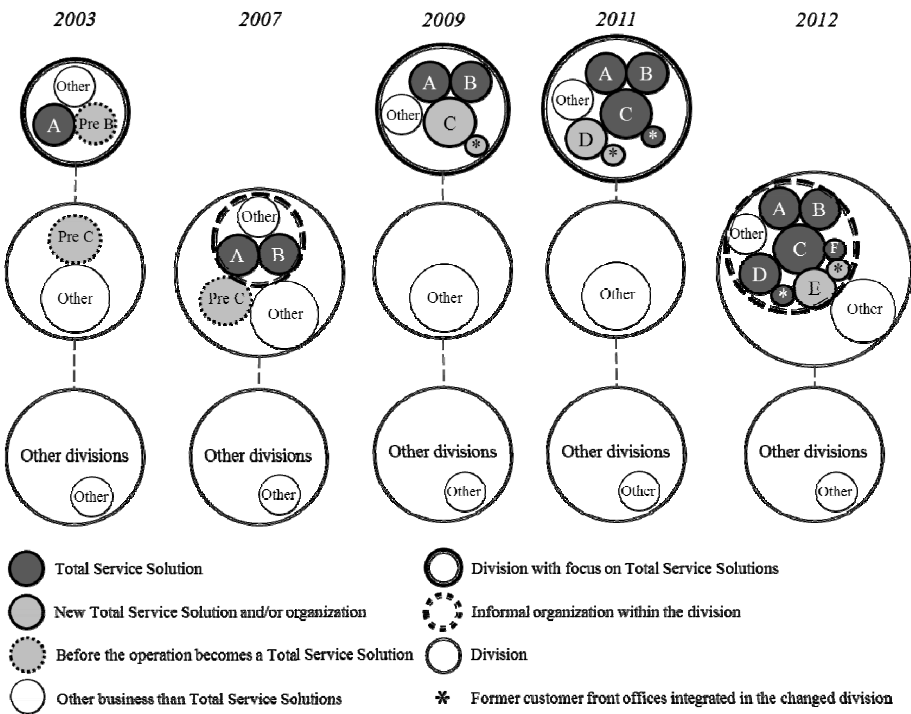 2003 2007 2009 2011 2012
Other
A Pre B
A B
Other
C
*
A B
Other
C
D
*
*
Pre C
Other
Other
A B
Pre C
Other
Other
Other
A B
Other
C F
D *
* E
Other
Other divisions
Other
Other divisions
Other
Other divisions
Other
Other divisions
Other
Other divisions
Other
Total Service Solution
New Total Service Solution and/or organization
Before the operation becomes a Total Service Solution
Other business than Total Service Solutions
Division with focus on Total Service Solutions
Informal organization within the division
Division
* Former customer front offices integrated in the changed division